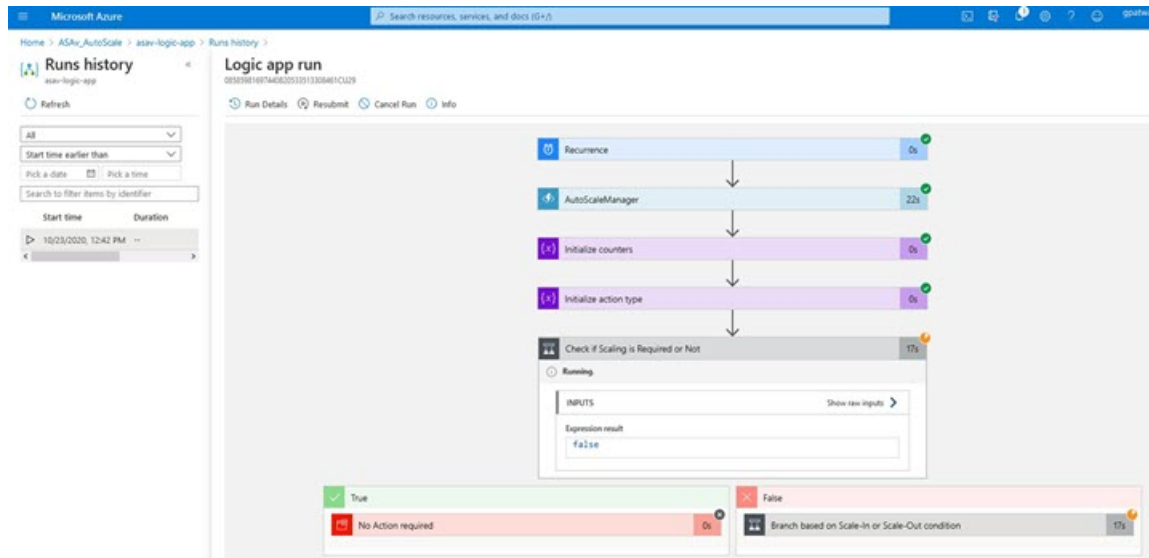 Microsoft Azure
Search resources, services, and docs (G+/)
Home > ASAv_AutoScale > asav-logic-app > Runs history >
Runs history
asav-logic-app
Refresh
All
Start time earlier than
Pick a date
Pick a time
Search to filter items by identifier
Start time Duration
10/23/2020, 12:42 PM --
Logic app run
Run Details Resubmit Cancel Run Info
Recurrence 0s
AutoScaleManager 22s
{x} Initialize counters 0s
{x} Initialize action type 0s
Check if Scaling is Required or Not 17s
Running.
INPUTS Show raw inputs >
Expression result
false
True
No Action required 0s
False
Branch based on Scale-In or Scale-Out condition 17s